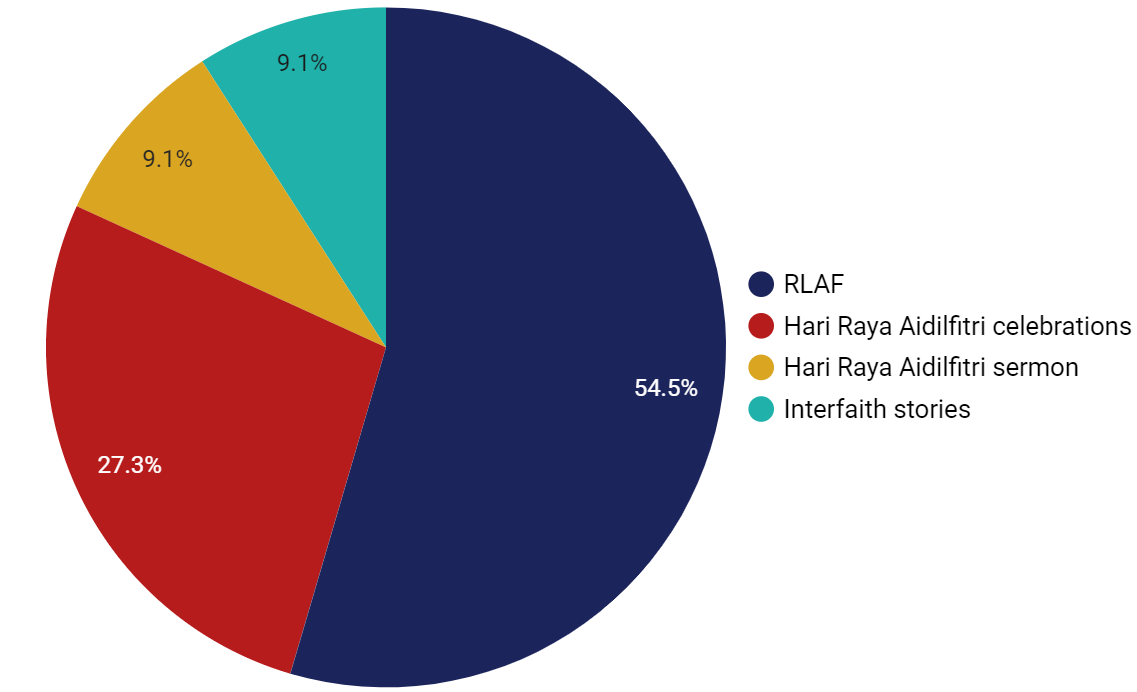 9.1%
9.1%
27.3%
54.5%
RLAF
Hari Raya Aidilfitri celebrations
Hari Raya Aidilfitri sermon
Interfaith stories